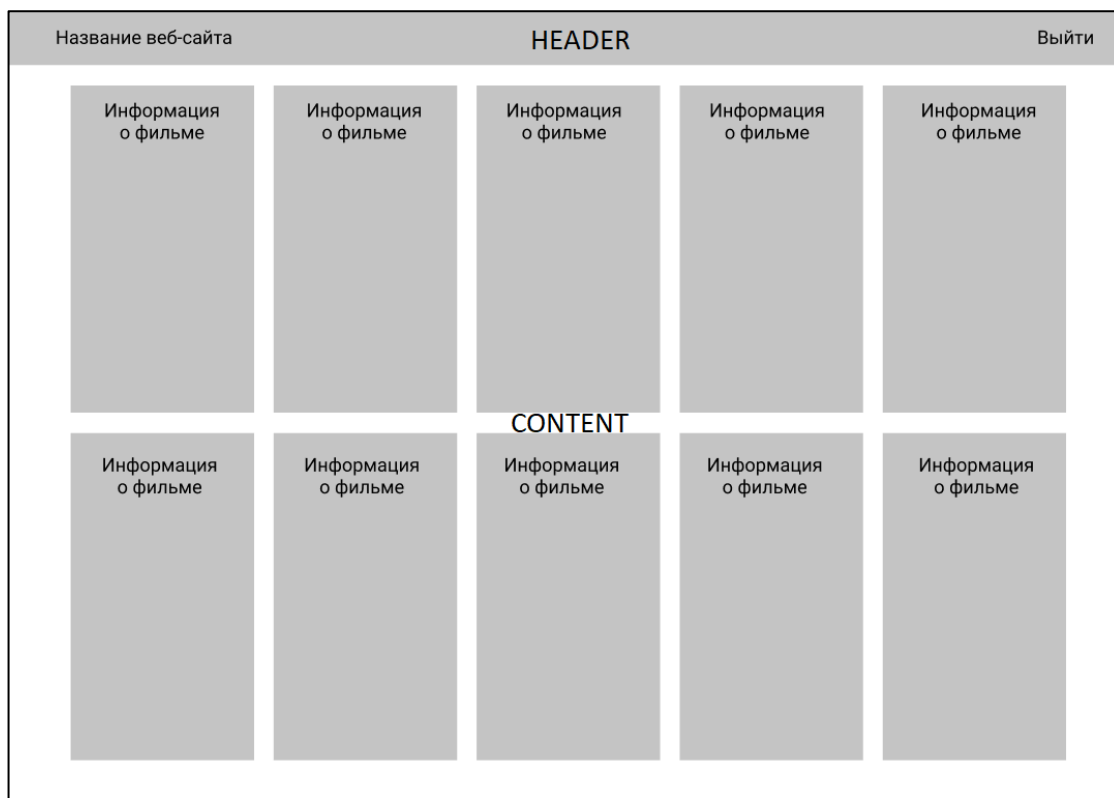 Название веб-сайта
HEADER
Выйти
Информация
о фильме
Информация
о фильме
Информация
о фильме
Информация
о фильме
Информация
о фильме
CONTENT
Информация
о фильме
Информация
о фильме
Информация
о фильме
Информация
о фильме
Информация
о фильме